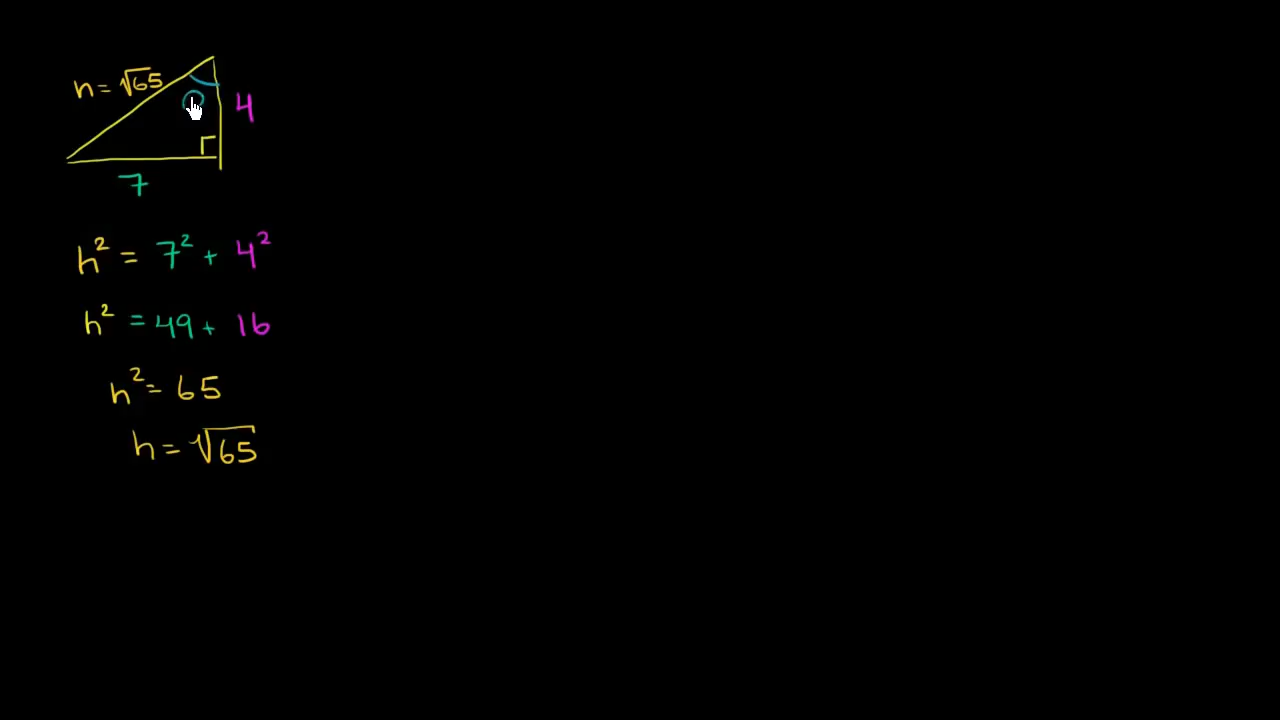 h = √65
4
7
h² = 7² + 4²
h² = 49 + 16
h² = 65
h = √65